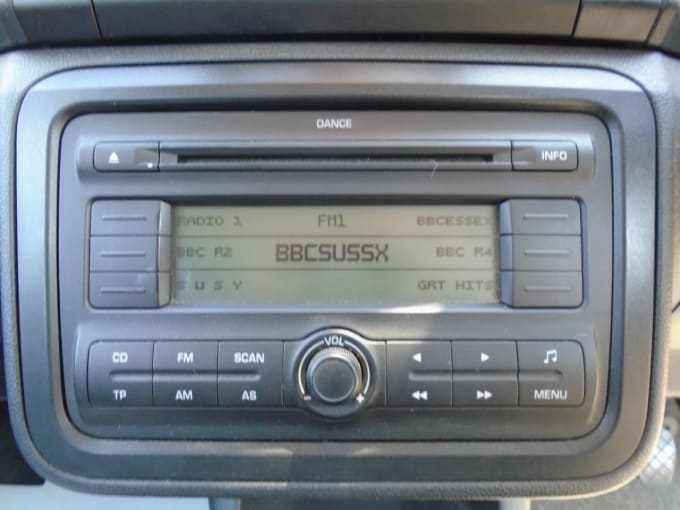 DANCE
INFO
RADIO 1 FM1 BBCESSEX
BBC R2 BBCSUSSX BBC R4
S U S Y GRT HITS
VOL
CD FM SCAN
TP AM AS - + MENU